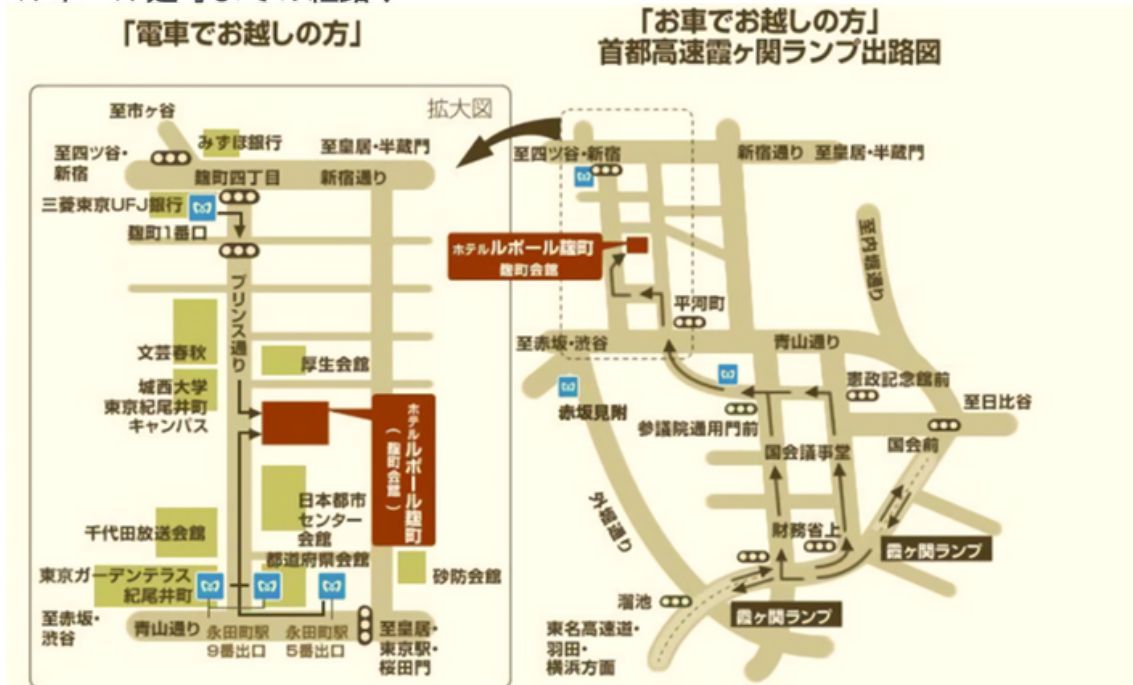 「電車でお越しの方」
「お車でお越しの方」
首都高速霞ヶ関ランプ出路図
拡大図
至市ヶ谷
みずほ銀行
至四ツ谷・
新宿
至皇居・半蔵門
麹町四丁目
新宿通り
三菱東京UFJ銀行
麹町1番口
プリンス通り
文芸春秋
厚生会館
城西大学
東京紀尾井町
キャンパス
ホテルルポール麹町
(麹町会館)
日本都市
センター
会館
千代田放送会館
都道府県会館
東京ガーデンテラス
紀尾井町
砂防会館
至赤坂・
渋谷
青山通り
永田町駅
9番出口
永田町駅
5番出口
至皇居・
東京駅・
桜田門
至四ツ谷・新宿
新宿通り
至皇居・半蔵門
ホテルルポール麹町
麹町会館
至内堀通り
平河町
至赤坂・渋谷
青山通り
赤坂見附
参議院通用門前
憲政記念館前
至日比谷
国会前
国会議事堂
外堀通り
財務省上
霞ヶ関ランプ
溜池
霞ヶ関ランプ
東名高速道・
羽田・
横浜方面